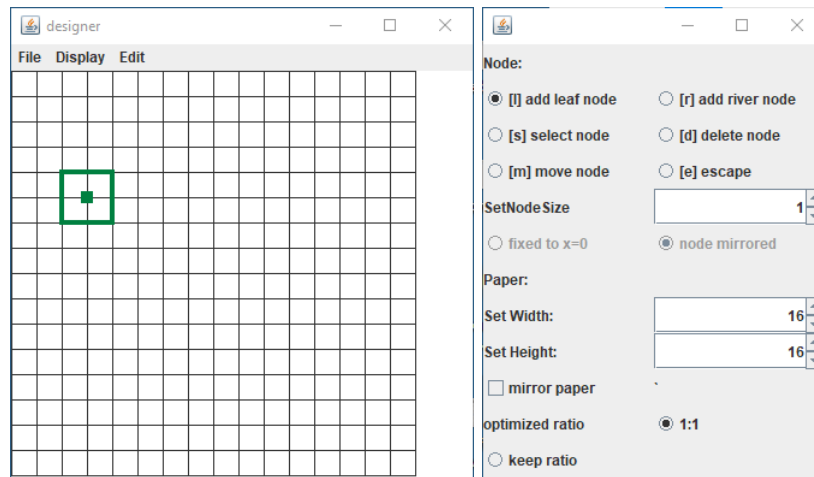 designer
File Display Edit
Node:
[l] add leaf node [r] add river node
[s] select node [d] delete node
[m] move node [e] escape
SetNodeSize 1
fixed to x=0 node mirrored
Paper:
Set Width: 16
Set Height: 16
mirror paper `
optimized ratio 1:1
keep ratio